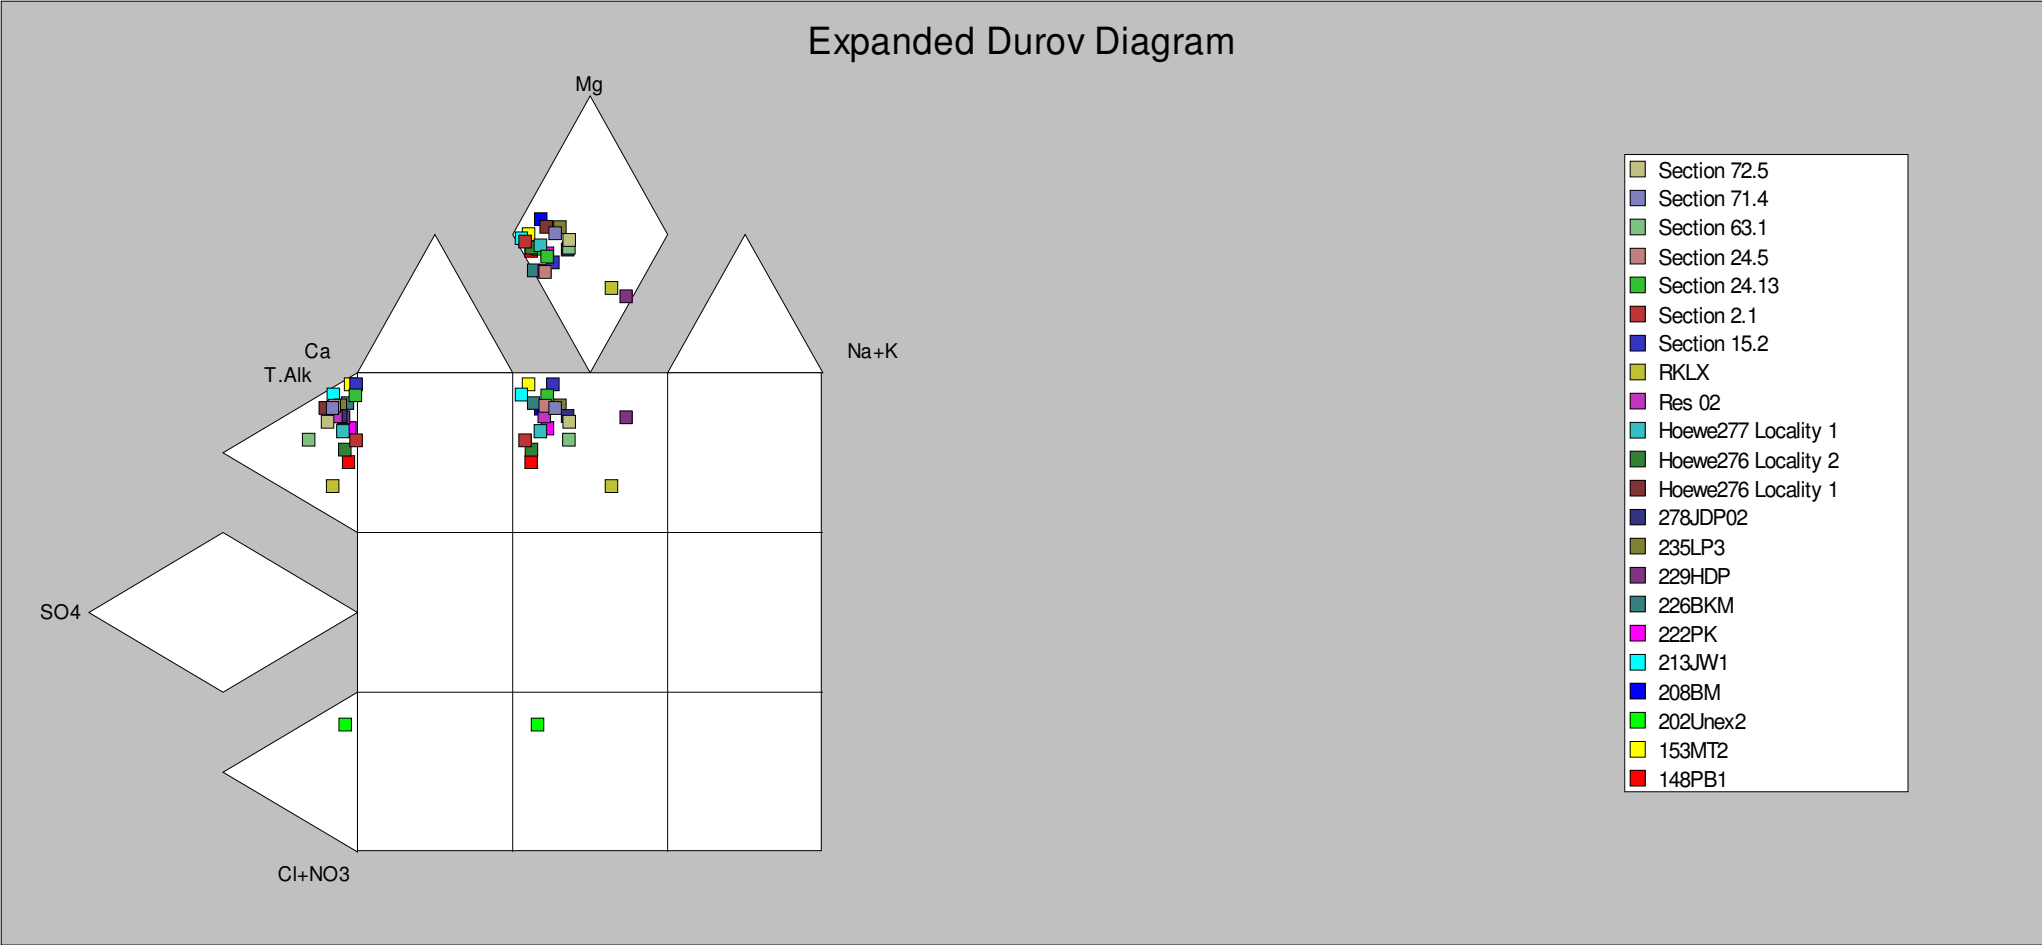 Expanded Durov Diagram
Mg
Ca
Na+K
T.Alk
SO4
Cl+NO3
Section 72.5
Section 71.4
Section 63.1
Section 24.5
Section 24.13
Section 2.1
Section 15.2
RKLX
Res 02
Hoewe277 Locality 1
Hoewe276 Locality 2
Hoewe276 Locality 1
278JDP02
235LP3
229HDP
226BKM
222PK
213JW1
208BM
202Unex2
153MT2
148PB1